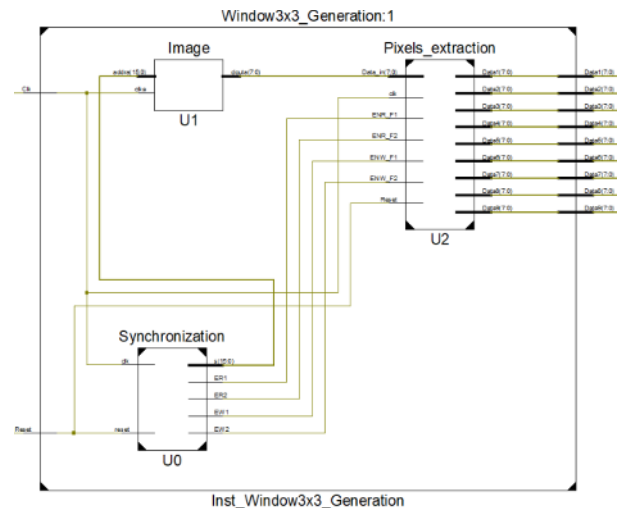 Window3x3_Generation:1
Image
Pixels_extraction
addra(15:0)
douta(7:0)
Data_in(7:0)
Data1(7:0)
Data1(7:0)
Clk
clka
clk
Data2(7:0)
Data2(7:0)
Data3(7:0)
Data3(7:0)
U1
ENR_F1
Data4(7:0)
Data4(7:0)
ENR_F2
Data5(7:0)
Data5(7:0)
ENW_F1
Data6(7:0)
Data6(7:0)
ENW_F2
Data7(7:0)
Data7(7:0)
Reset
Data8(7:0)
Data8(7:0)
Data9(7:0)
Data9(7:0)
U2
Synchronization
clk
a(15:0)
ER1
ER2
EW1
Reset
reset
EW2
U0
Inst_Window3x3_Generation